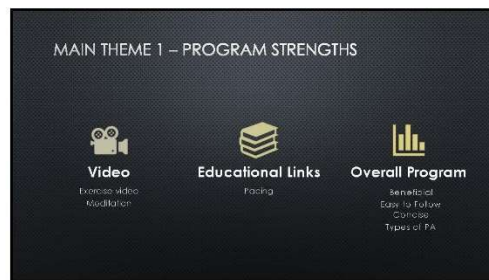 MAIN THEME 1 – PROGRAM STRENGTHS
Video
Exercise video
Meditation
Educational Links
Pacing
Overall Program
Beneficial
Easy to Follow
Concise
Types of PA